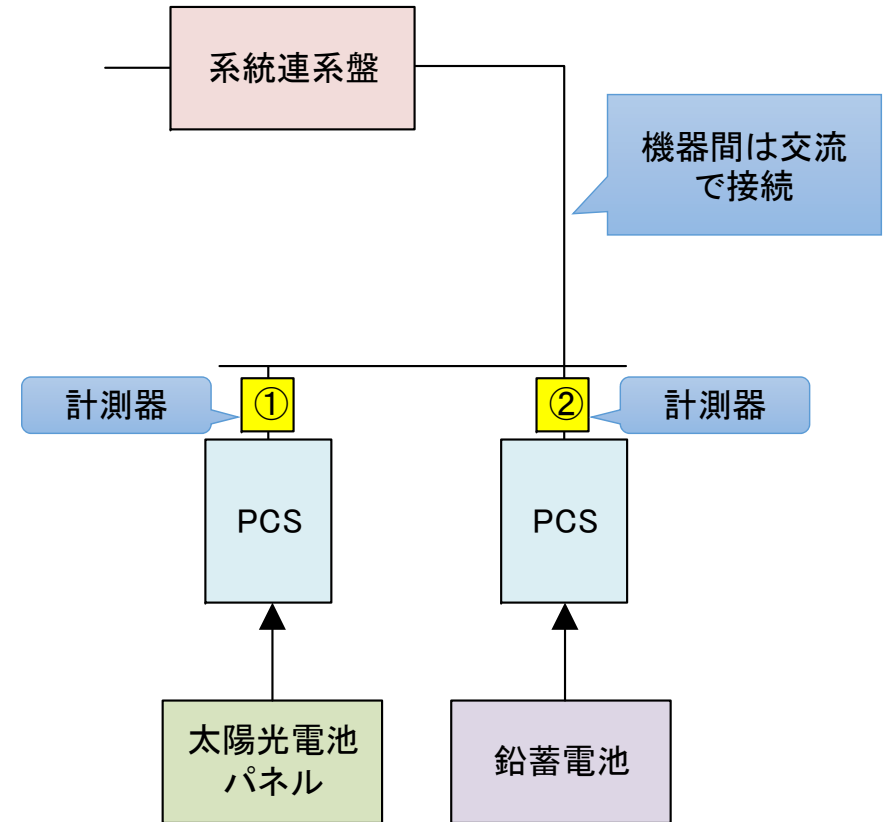 系統連系盤
機器間は交流
で接続
計測器
①
②
計測器
PCS
PCS
太陽光電池
パネル
鉛蓄電池